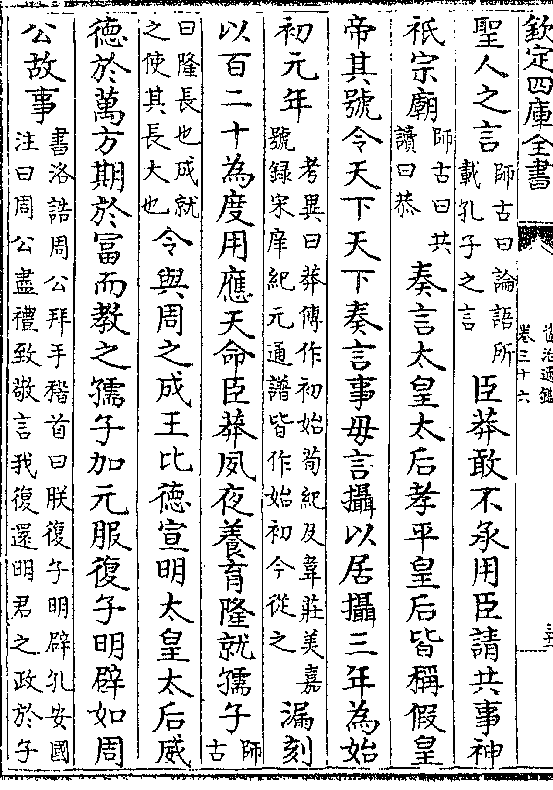 欽定四庫全書
卷三十六
聖人之言師古曰論語所載孔子之言臣莽敢不承用臣請共事神
祇宗廟師古曰共讀曰恭奏言太皇太后孝平皇后皆稱假皇
帝其號令天下天下奏言事毋言攝以居攝三年為始
初元年考異曰莽傳作初始荀紀及韋莊美嘉號録宋庠紀元通譜皆作始初今從之漏刻
以百二十為度用應天命臣莽夙夜養育隆就孺子師古
曰隆長也成就之使其長大也令與周之成王比德宣明太皇太后威
德於萬方期於富而教之孺子加元服復子明辟如周
公故事書洛誥周公拜手稽首曰朕復子明辟孔安國注曰周公盡禮致敬言我復還明君之政於子